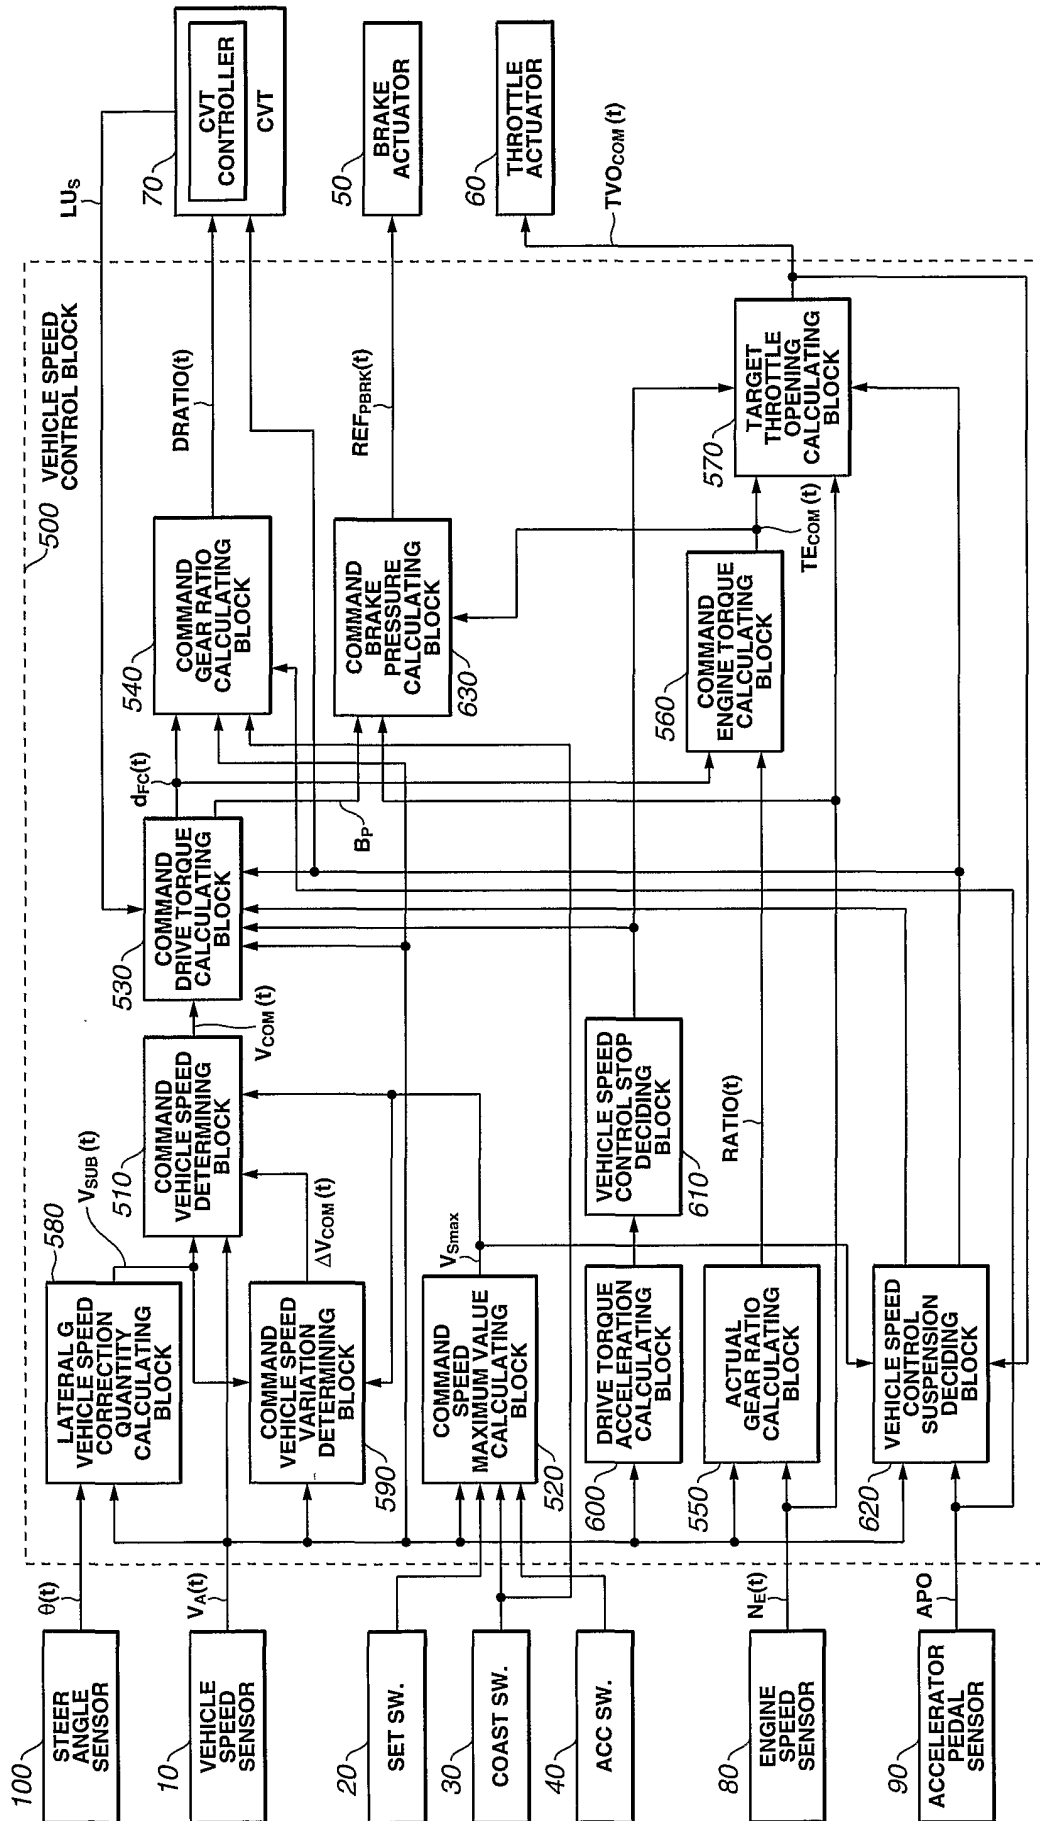 100
STEER
ANGLE
SENSOR
θ(t)
10
VEHICLE
SPEED
SENSOR
VA(t)
20
SET SW.
30
COAST SW.
40
ACC SW.
80
ENGINE
SPEED
SENSOR
NE(t)
90
ACCELERATOR
PEDAL
SENSOR
APO
500
VEHICLE SPEED
CONTROL BLOCK
580
LATERAL G
VEHICLE SPEED
CORRECTION
QUANTITY
CALCULATING
BLOCK
VSUB(t)
590
COMMAND
VEHICLE SPEED
VARIATION
DETERMINING
BLOCK
ΔVCOM(t)
520
COMMAND
SPEED
MAXIMUM VALUE
CALCULATING
BLOCK
VSmax
600
DRIVE TORQUE
ACCELERATION
CALCULATING
BLOCK
550
ACTUAL
GEAR RATIO
CALCULATING
BLOCK
RATIO(t)
620
VEHICLE SPEED
CONTROL
SUSPENSION
DECIDING
BLOCK
510
COMMAND
VEHICLE SPEED
DETERMINING
BLOCK
VCOM(t)
610
VEHICLE SPEED
CONTROL STOP
DECIDING
BLOCK
530
COMMAND
DRIVE TORQUE
CALCULATING
BLOCK
dFC(t)
BP
540
COMMAND
GEAR RATIO
CALCULATING
BLOCK
DRATIO(t)
630
COMMAND
BRAKE
PRESSURE
CALCULATING
BLOCK
REFPBRK(t)
560
COMMAND
ENGINE TORQUE
CALCULATING
BLOCK
TECOM(t)
570
TARGET
THROTTLE
OPENING
CALCULATING
BLOCK
TVOCOM(t)
LUS
70
CVT
CONTROLLER
CVT
50
BRAKE
ACTUATOR
60
THROTTLE
ACTUATOR